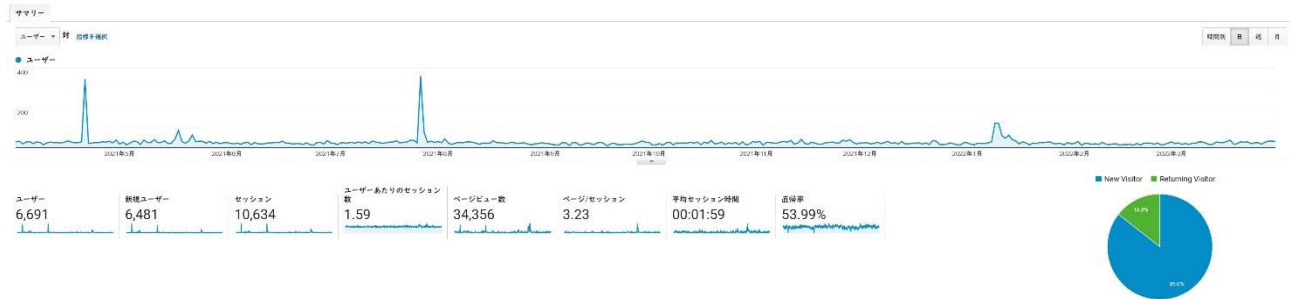 サマリー
ユーザー 対 指標を選択
時間別 日 週 月
ユーザー
400
200
2021年5月 2021年6月 2021年7月 2021年8月 2021年9月 2021年10月 2021年11月 2021年12月 2022年1月 2022年2月 2022年3月
New Visitor Returning Visitor
ユーザー
6,691
新規ユーザー
6,481
セッション
10,634
ユーザーあたりのセッション
数
1.59
ページビュー数
34,356
ページ/セッション
3.23
平均セッション時間
00:01:59
直帰率
53.99%